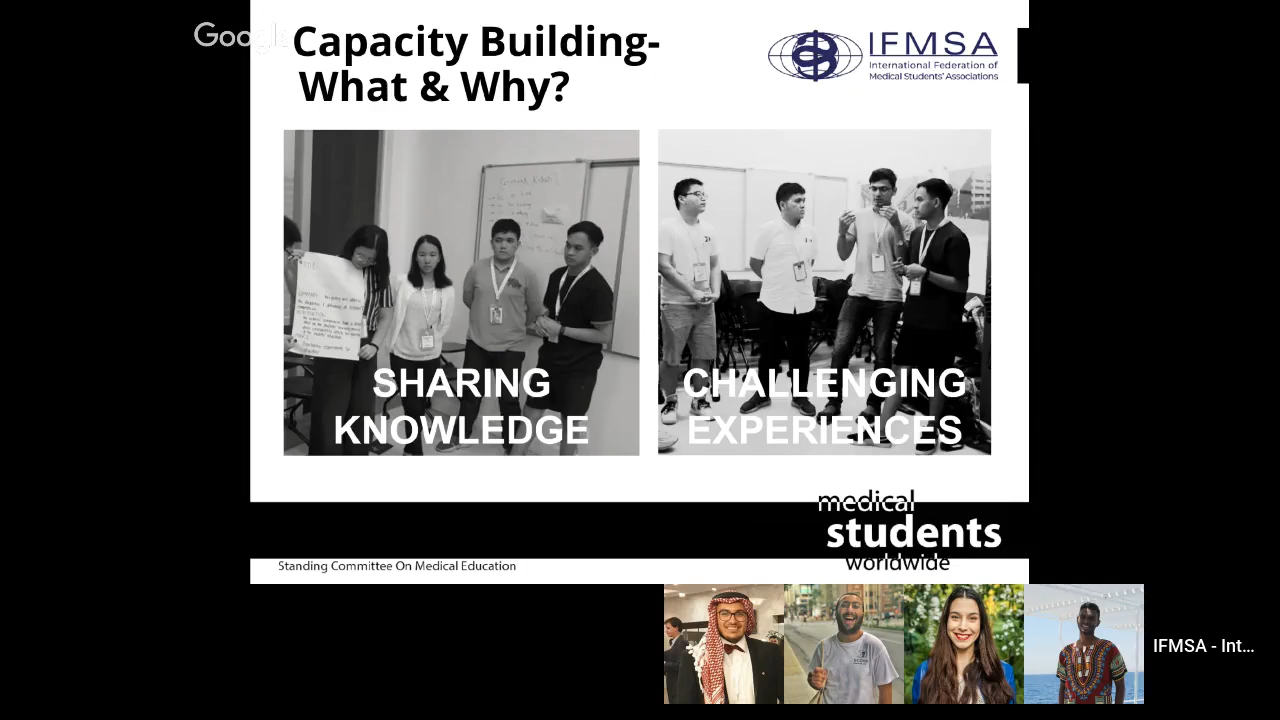 Google
Capacity Building-
What & Why?
IFMSA
International Federation of
Medical Students' Associations
SHARING
KNOWLEDGE
CHALLENGING
EXPERIENCES
medical
students
worldwide
Standing Committee On Medical Education
IFMSA - Int...